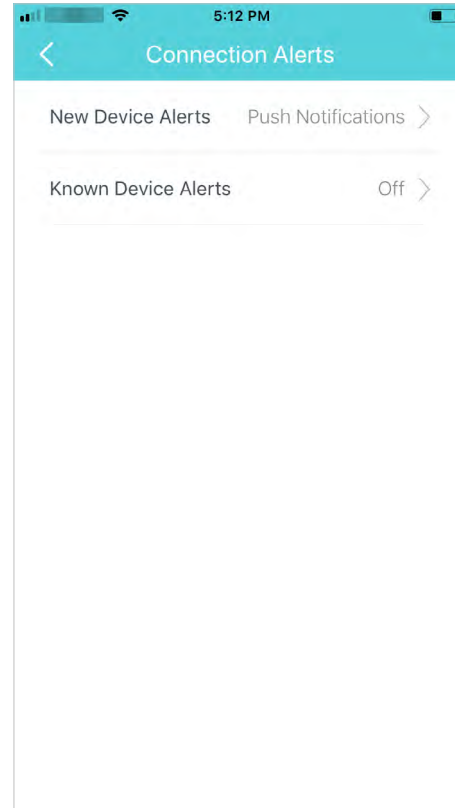 5:12 PM
Connection Alerts
New Device Alerts Push Notifications
Known Device Alerts Off